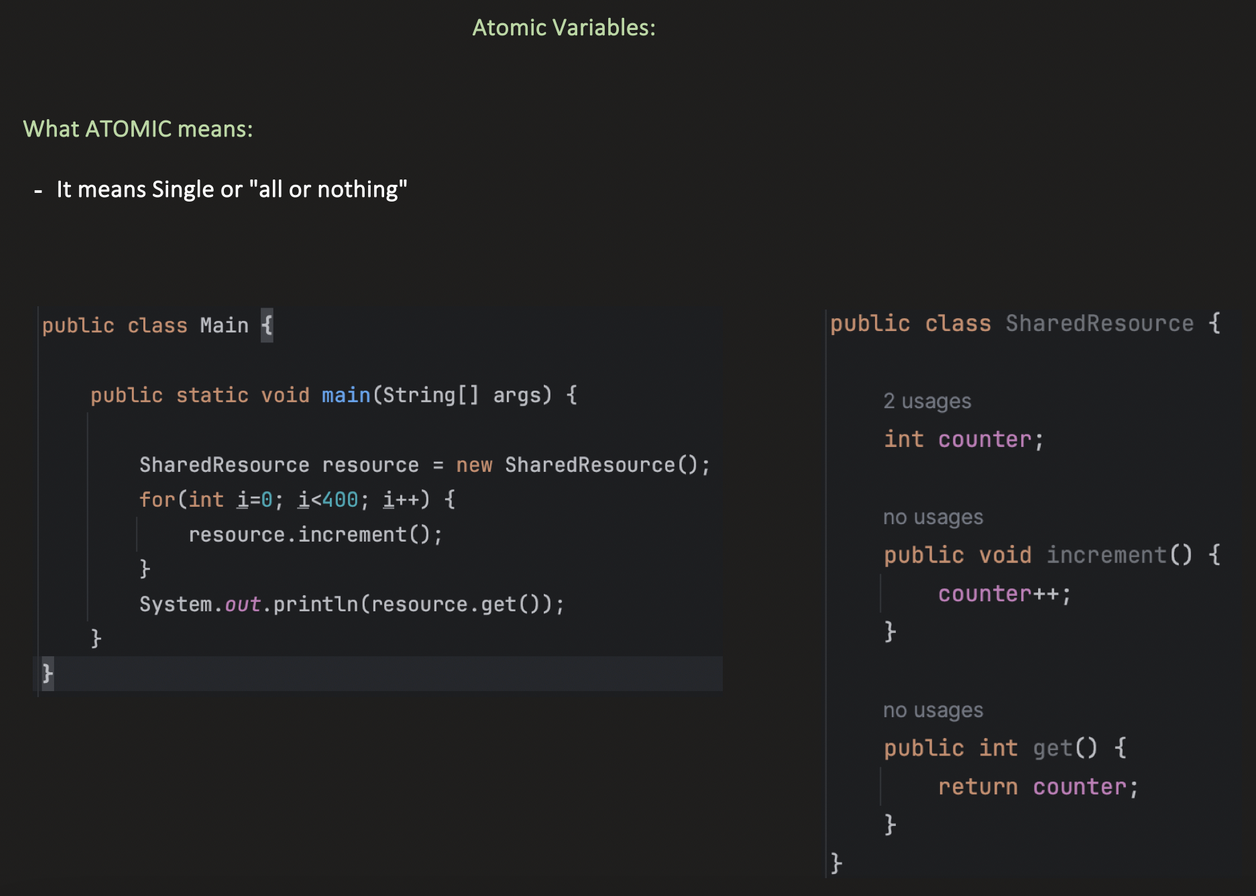 Atomic Variables:
What ATOMIC means:
- It means Single or "all or nothing"
public class Main {
public static void main(String[] args) {
SharedResource resource = new SharedResource();
for(int i=0; i<400; i++) {
resource.increment();
}
System.out.println(resource.get());
}
}
public class SharedResource {
2 usages
int counter;
no usages
public void increment() {
counter++;
}
no usages
public int get() {
return counter;
}
}